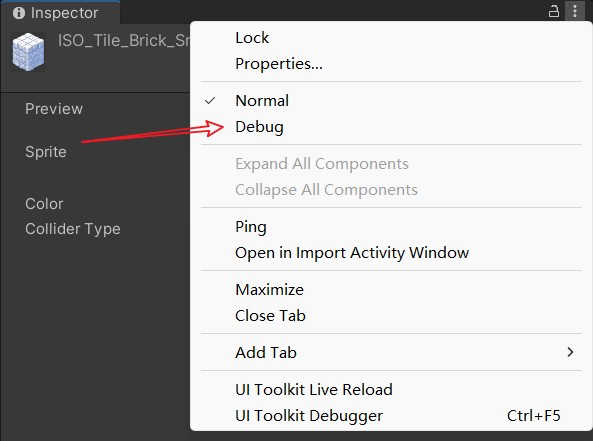 Inspector
ISO_Tile_Brick_Sn
Lock
Properties...
Preview
Normal
Debug
Sprite
Expand All Components
Collapse All Components
Color
Collider Type
Ping
Open in Import Activity Window
Maximize
Close Tab
Add Tab
UI Toolkit Live Reload
UI Toolkit Debugger Ctrl+F5